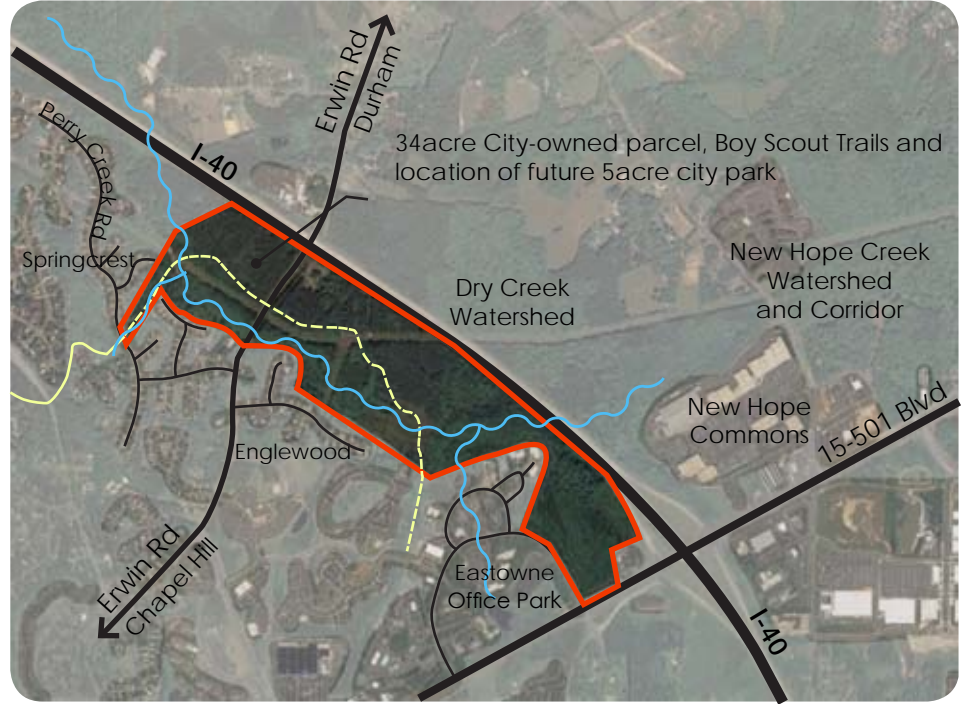 Erwin Rd
Durham
Perry Creek Rd
I-40
34acre City-owned parcel, Boy Scout Trails and
location of future 5acre city park
Springcrest
New Hope Creek
Watershed
and Corridor
Dry Creek
Watershed
New Hope
Commons
15-501 Blvd
Englewood
Eastowne
Office Park
Erwin Rd
Chapel Hill
I-40